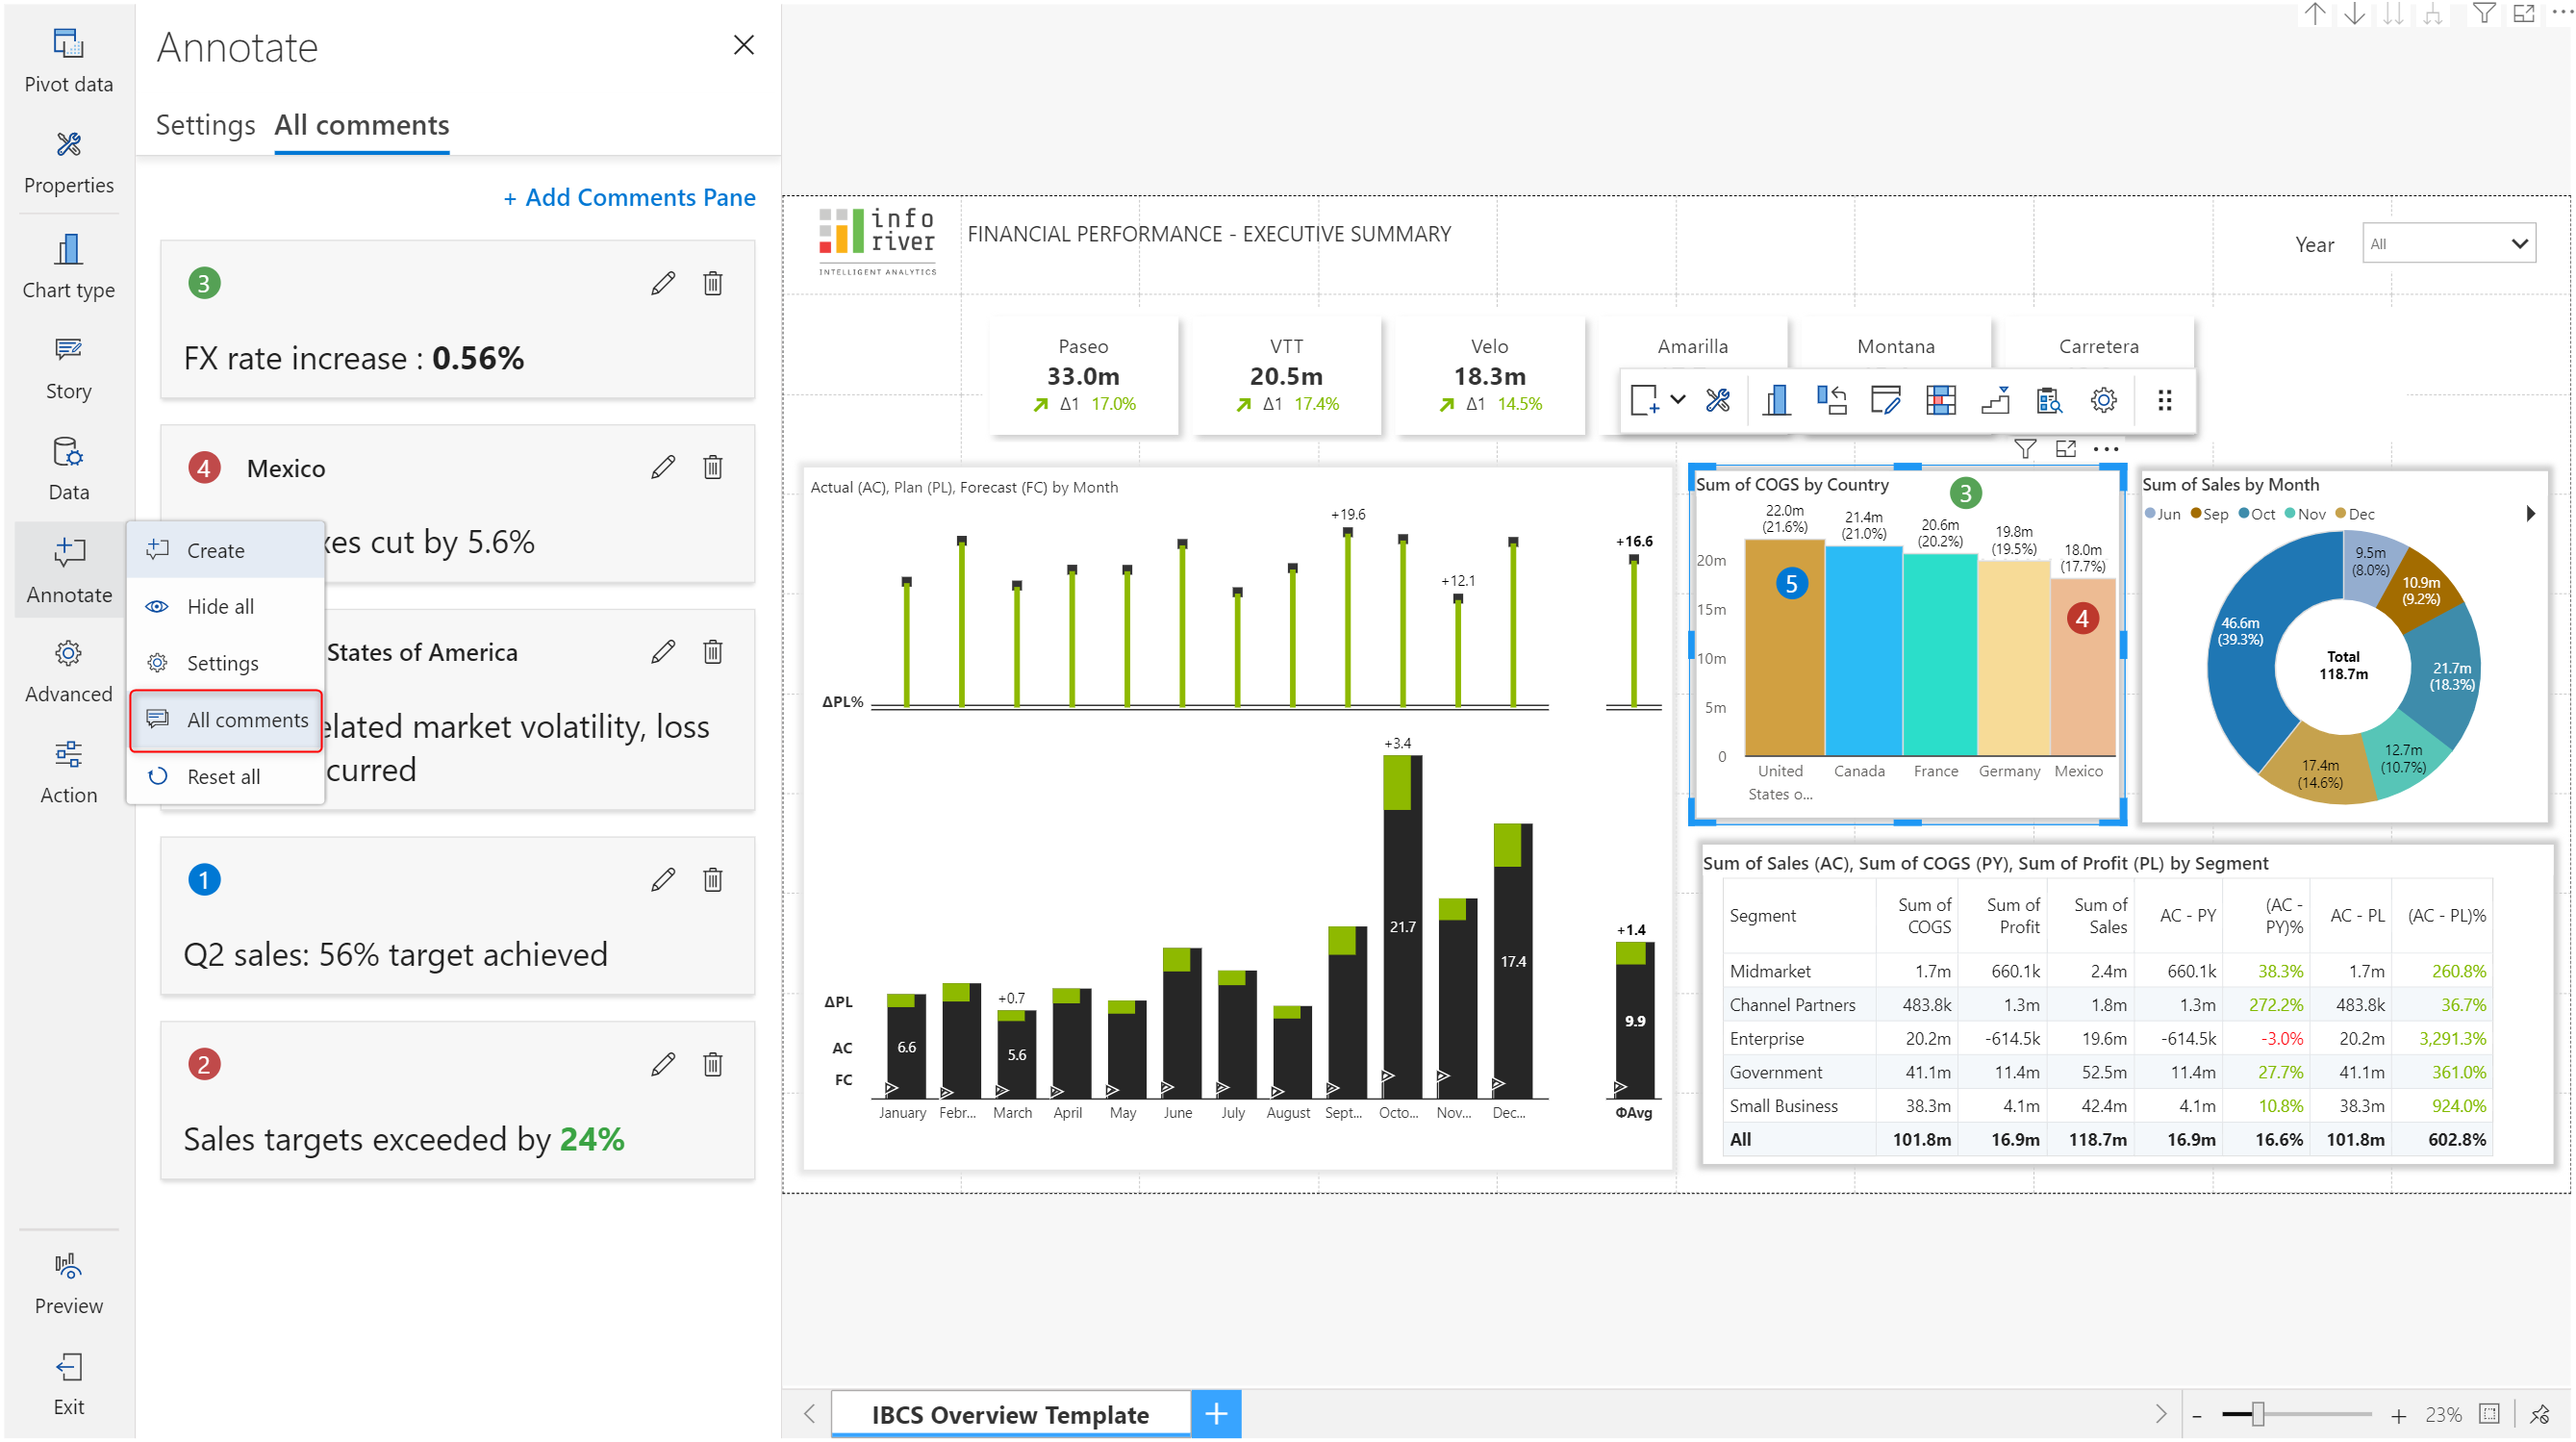 Pivot data
Properties
Chart type
Story
Data
Annotate
Advanced
Action
Preview
Exit
Annotate
Settings All comments
+ Add Comments Pane
3
FX rate increase : 0.56%
4 Mexico
xes cut by 5.6%
States of America
elated market volatility, loss
curred
1
Q2 sales: 56% target achieved
2
Sales targets exceeded by 24%
Create
Hide all
Settings
All comments
Reset all
info
river
INTELLIGENT ANALYTICS
FINANCIAL PERFORMANCE - EXECUTIVE SUMMARY
Year All
Paseo
33.0m
Δ1 17.0%
VTT
20.5m
Δ1 17.4%
Velo
18.3m
Δ1 14.5%
Amarilla
Montana
Carretera
Actual (AC), Plan (PL), Forecast (FC) by Month
+19.6
+12.1
+16.6
ΔPL%
+3.4
+0.7
+1.4
21.7
17.4
9.9
6.6
5.6
ΔPL
AC
FC
January Febr... March April May June July August Sept... Octo... Nov... Dec... ΦAvg
Sum of COGS by Country
3
22.0m
(21.6%)
21.4m
(21.0%)
20.6m
(20.2%)
19.8m
(19.5%)
18.0m
(17.7%)
20m
15m
10m
5m
0
5
4
United
States o...
Canada France Germany Mexico
Sum of Sales by Month
Jun Sep Oct Nov Dec
9.5m
(8.0%)
10.9m
(9.2%)
21.7m
(18.3%)
12.7m
(10.7%)
17.4m
(14.6%)
46.6m
(39.3%)
Total
118.7m
Sum of Sales (AC), Sum of COGS (PY), Sum of Profit (PL) by Segment
Segment Sum of COGS Sum of Profit Sum of Sales AC - PY (AC - PY)% AC - PL (AC - PL)%
Midmarket 1.7m 660.1k 2.4m 660.1k 38.3% 1.7m 260.8%
Channel Partners 483.8k 1.3m 1.8m 1.3m 272.2% 483.8k 36.7%
Enterprise 20.2m -614.5k 19.6m -614.5k -3.0% 20.2m 3,291.3%
Government 41.1m 11.4m 52.5m 11.4m 27.7% 41.1m 361.0%
Small Business 38.3m 4.1m 42.4m 4.1m 10.8% 38.3m 924.0%
All 101.8m 16.9m 118.7m 16.9m 16.6% 101.8m 602.8%
IBCS Overview Template +
- + 23%